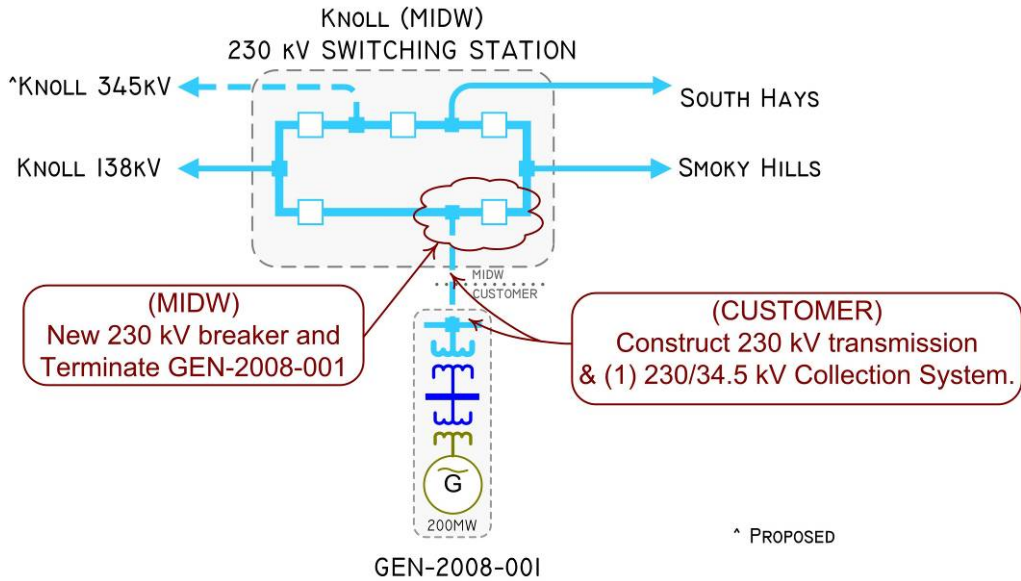 KNOLL (MIDW)
230 KV SWITCHING STATION
^KNOLL 345KV
SOUTH HAYS
KNOLL 138KV
SMOKY HILLS
MIDW
CUSTOMER
(MIDW)
New 230 kV breaker and
Terminate GEN-2008-001
(CUSTOMER)
Construct 230 kV transmission
& (1) 230/34.5 kV Collection System.
G
200MW
^ PROPOSED
GEN-2008-001